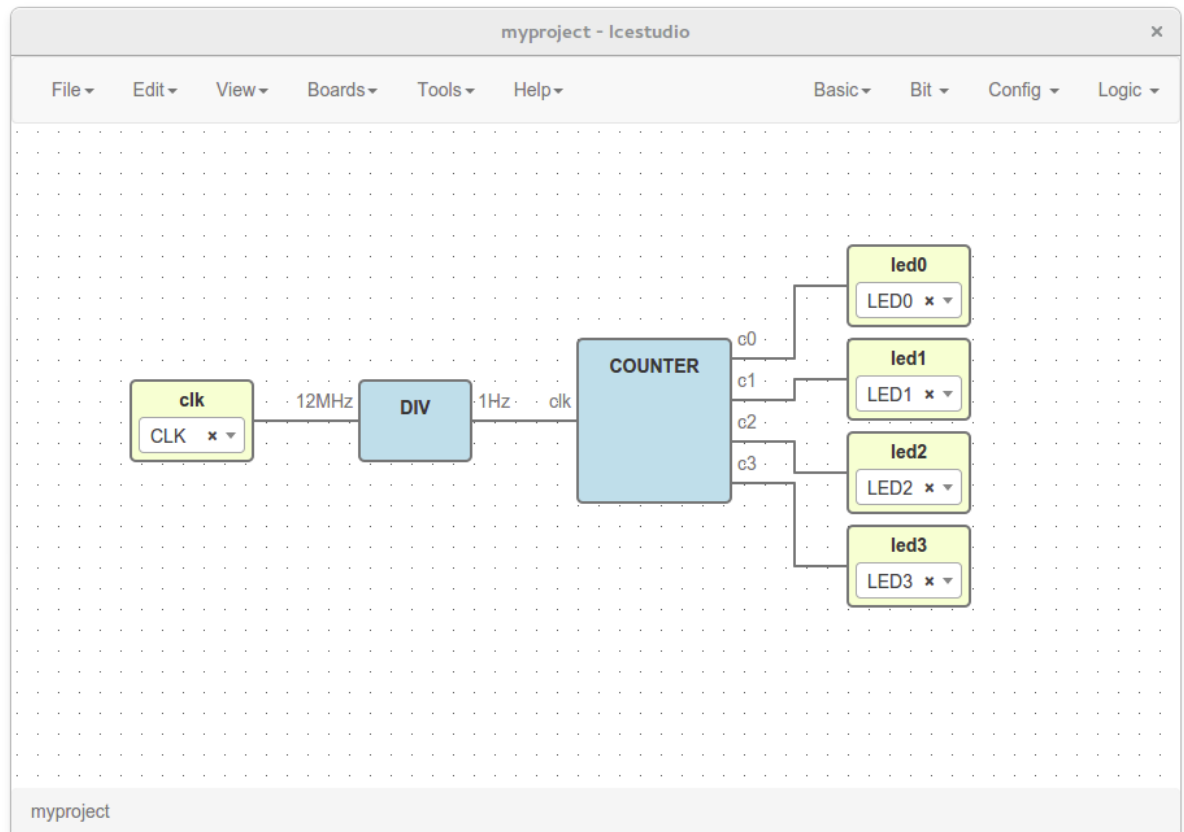 myproject - Icestudio ×
File Edit View Boards Tools Help Basic Bit Config Logic
led0
LED0 ×
c0
COUNTER
led1
c1
LED1 ×
clk
12MHz DIV 1Hz clk
c2
CLK ×
led2
c3
LED2 ×
led3
LED3 ×
myproject